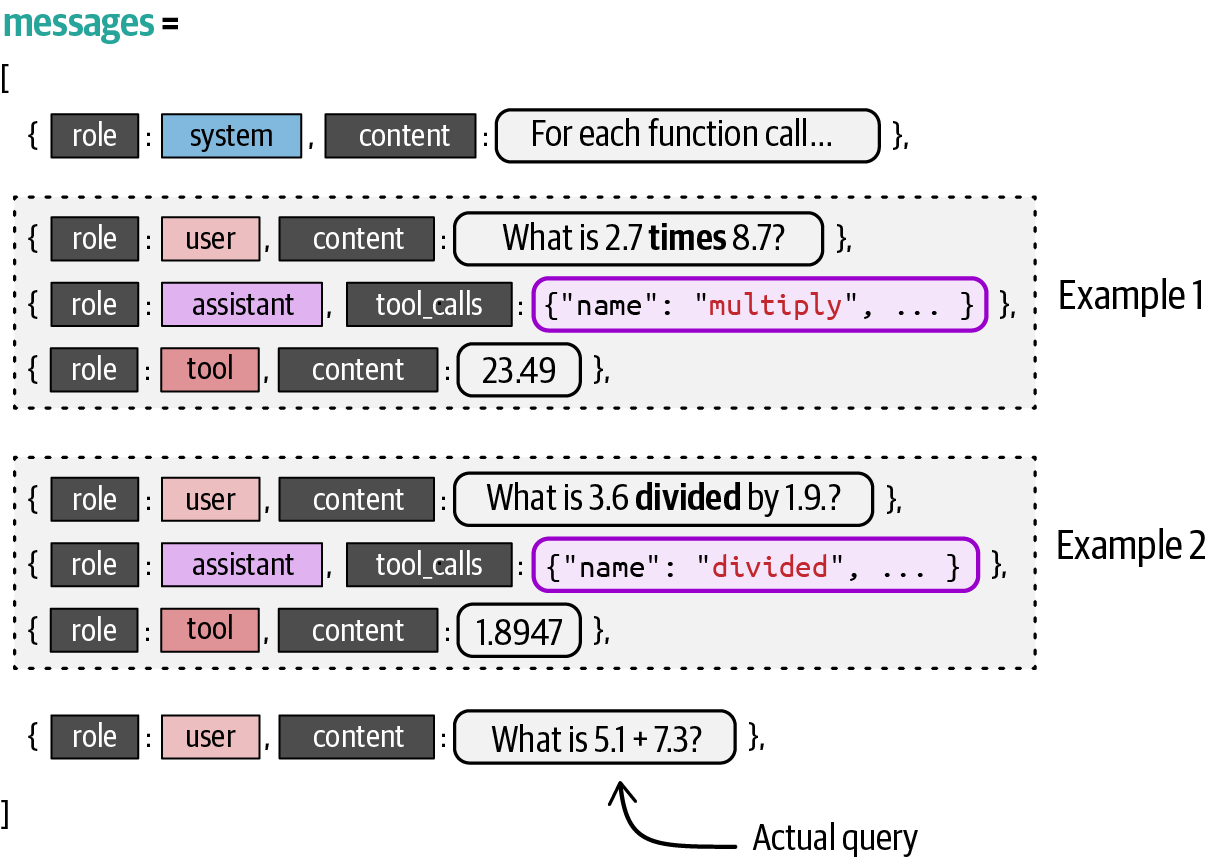 messages =
[
{ role : system , content : For each function call... },
{ role : user , content : What is 2.7 times 8.7? },
{ role : assistant , tool_calls : {"name": "multiply", ... } },
{ role : tool , content : 23.49 },
Example 1
{ role : user , content : What is 3.6 divided by 1.9.? },
{ role : assistant , tool_calls : {"name": "divided", ... } },
{ role : tool , content : 1.8947 },
Example 2
{ role : user , content : What is 5.1 + 7.3? },
]
Actual query